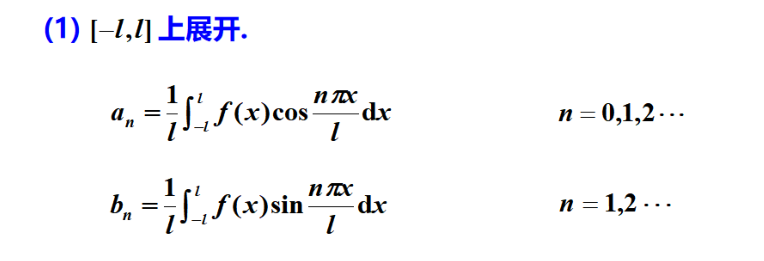 (1) [–l,l] 上展开.
aₙ = 1/l ∫₋ₗˡ f(x)cos nπx/l dx n = 0,1,2⋯
bₙ = 1/l ∫₋ₗˡ f(x)sin nπx/l dx n = 1,2⋯